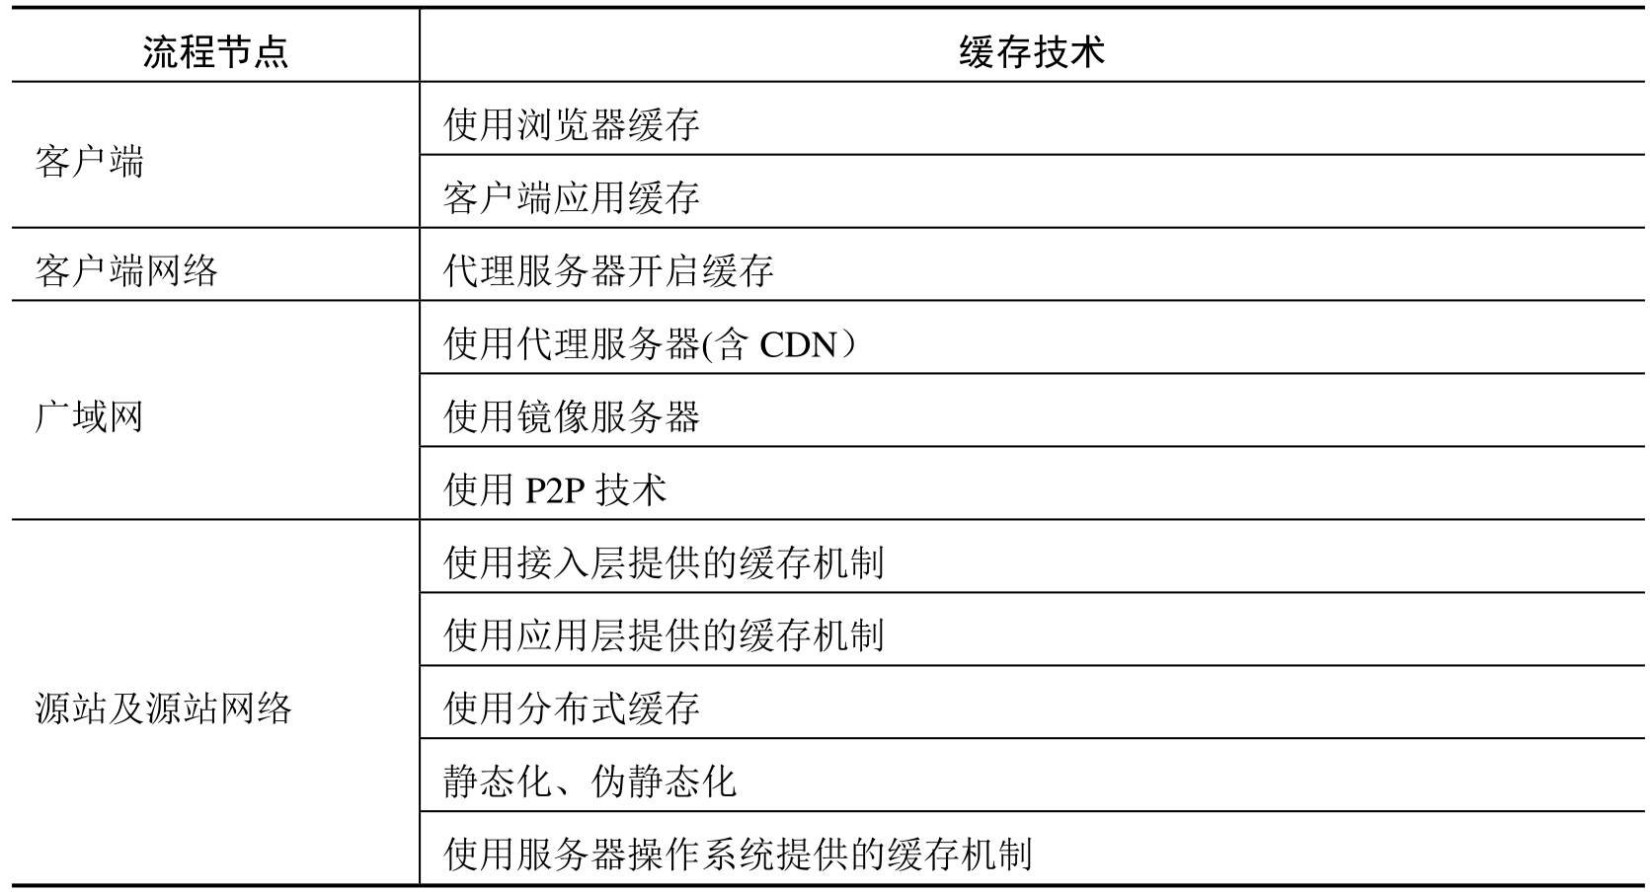 流程节点
缓存技术
客户端
使用浏览器缓存
客户端应用缓存
客户端网络
代理服务器开启缓存
广域网
使用代理服务器(含 CDN）
使用镜像服务器
使用 P2P 技术
源站及源站网络
使用接入层提供的缓存机制
使用应用层提供的缓存机制
使用分布式缓存
静态化、伪静态化
使用服务器操作系统提供的缓存机制